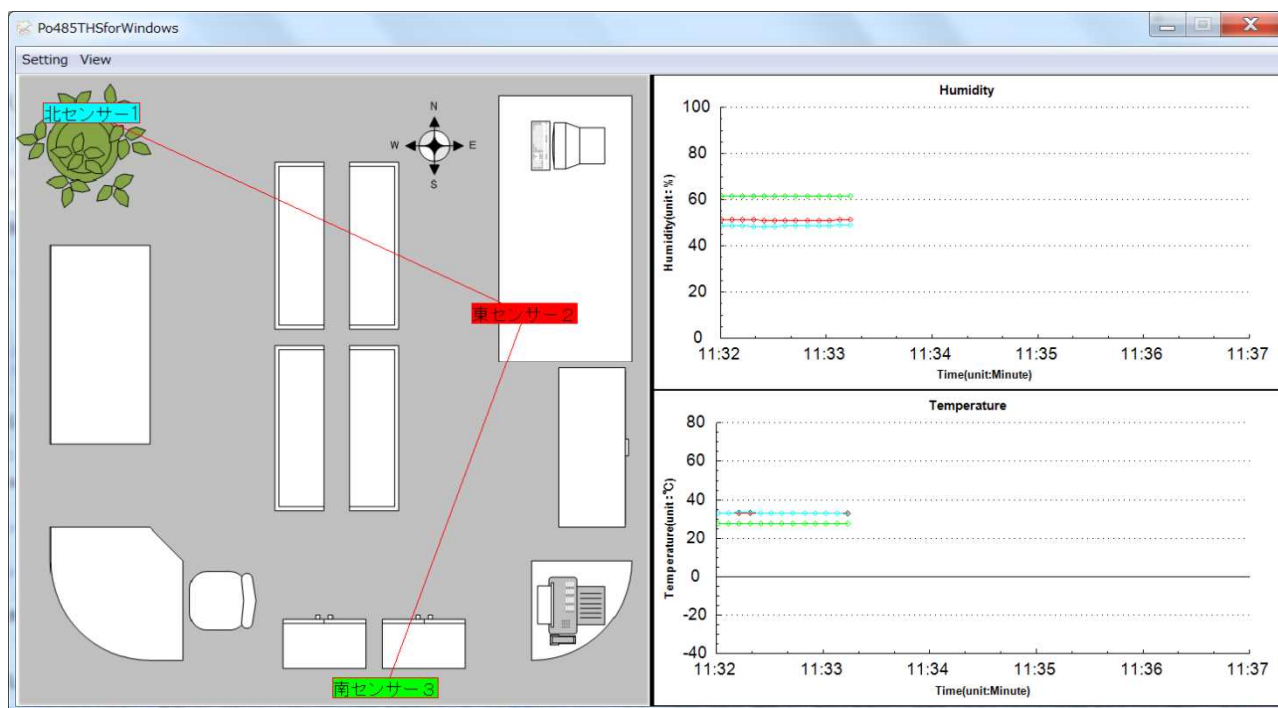 Po485THSforWindows
Setting View
北センサー1
N
W E
S
東センサー２
南センサー３
Humidity
Humidity(unit:%)
100
80
60
40
20
0
11:32 11:33 11:34 11:35 11:36 11:37
Time(unit:Minute)
Temperature
Temperature(unit:℃)
80
60
40
20
0
-20
-40
11:32 11:33 11:34 11:35 11:36 11:37
Time(unit:Minute)